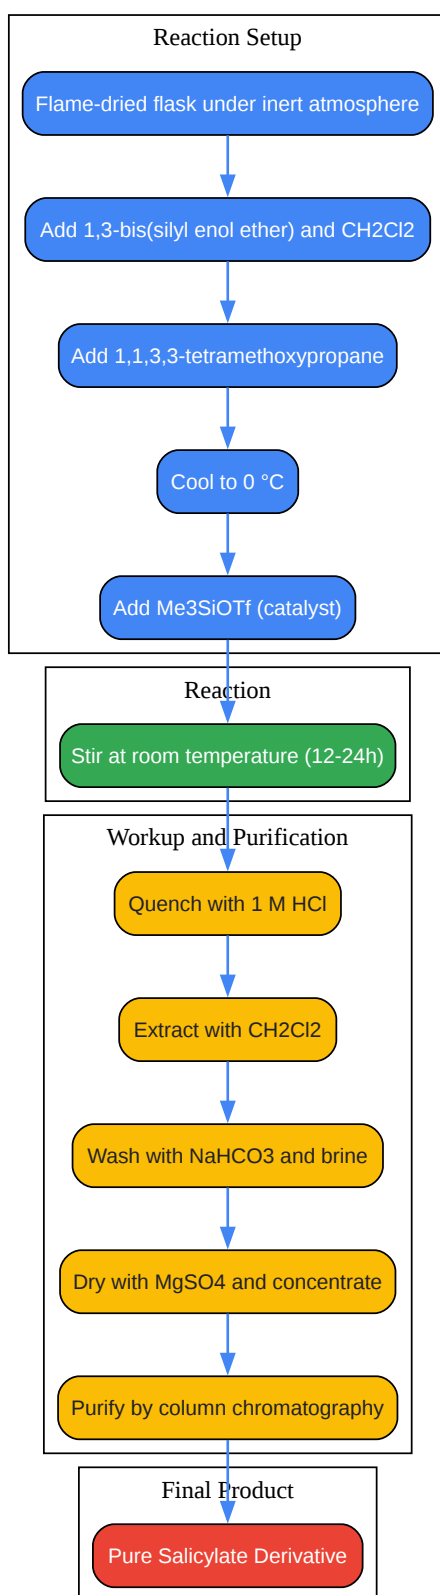 Reaction Setup
Flame-dried flask under inert atmosphere
Add 1,3-bis(silyl enol ether) and CH2Cl2
Add 1,1,3,3-tetramethoxypropane
Cool to 0 °C
Add Me3SiOTf (catalyst)
Reaction
Stir at room temperature (12-24h)
Workup and Purification
Quench with 1 M HCl
Extract with CH2Cl2
Wash with NaHCO3 and brine
Dry with MgSO4 and concentrate
Purify by column chromatography
Final Product
Pure Salicylate Derivative